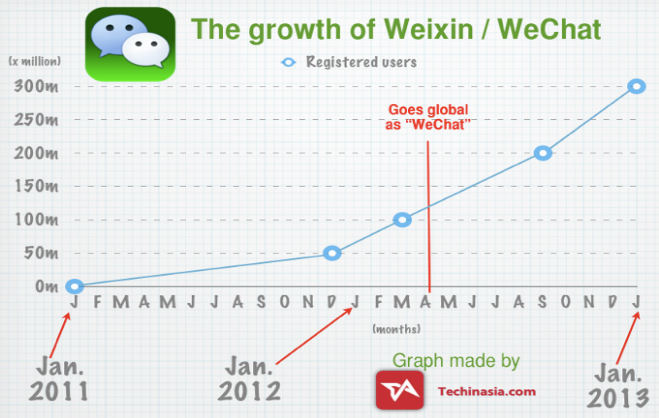 The growth of Weixin / WeChat
(x million)
Registered users
300m
250m
200m
150m
100m
50m
0m
Goes global
as "WeChat"
J F M A M J J A S O N D J F M A M J J A S O N D J
(months)
Jan.
2011
Jan.
2012
Jan.
2013
Graph made by
Techinasia.com